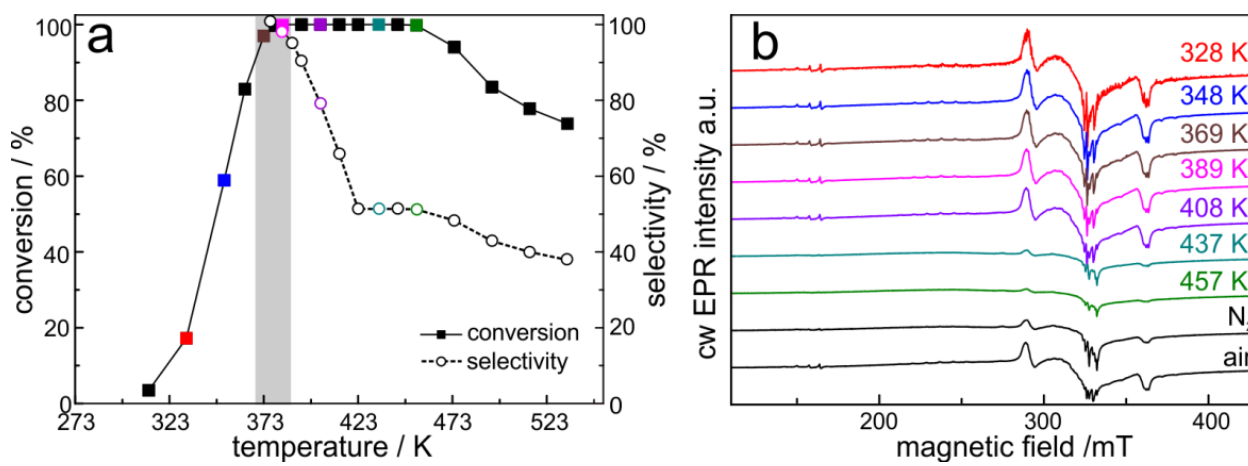 a
conversion / %
100
80
60
40
20
0
273
323
373
423
473
523
temperature / K
conversion
selectivity
100
80
60
40
20
0
selectivity / %
b
cw EPR intensity a.u.
328 K
348 K
369 K
389 K
408 K
437 K
457 K
N
air
200
300
400
magnetic field /mT